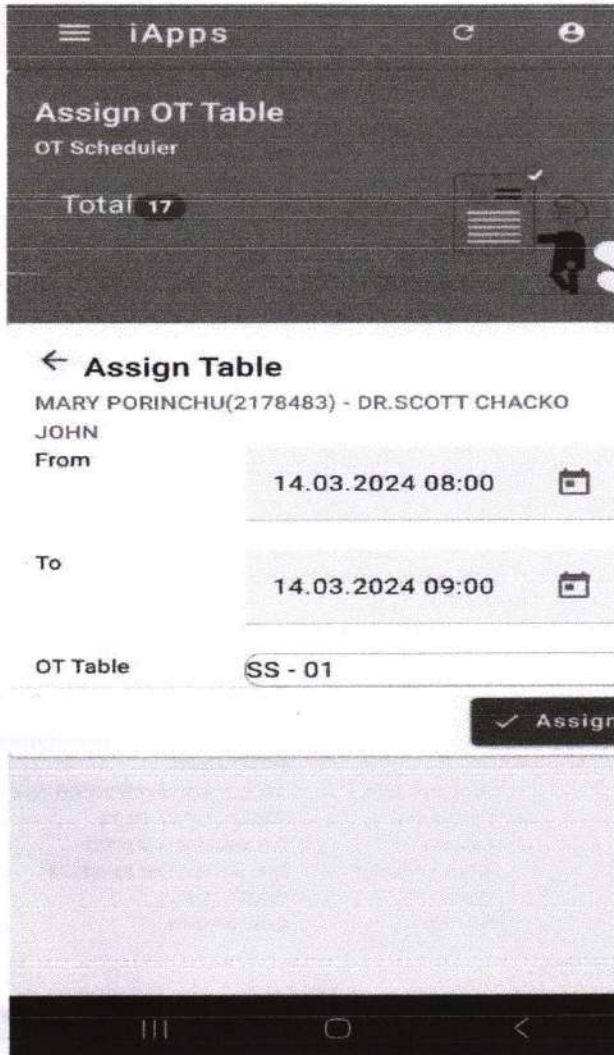 iApps
Assign OT Table
OT Scheduler
Total 17
Assign Table
MARY PORINCHU(2178483) - DR.SCOTT CHACKO
JOHN
From
14.03.2024 08:00
To
14.03.2024 09:00
OT Table
SS - 01
Assign